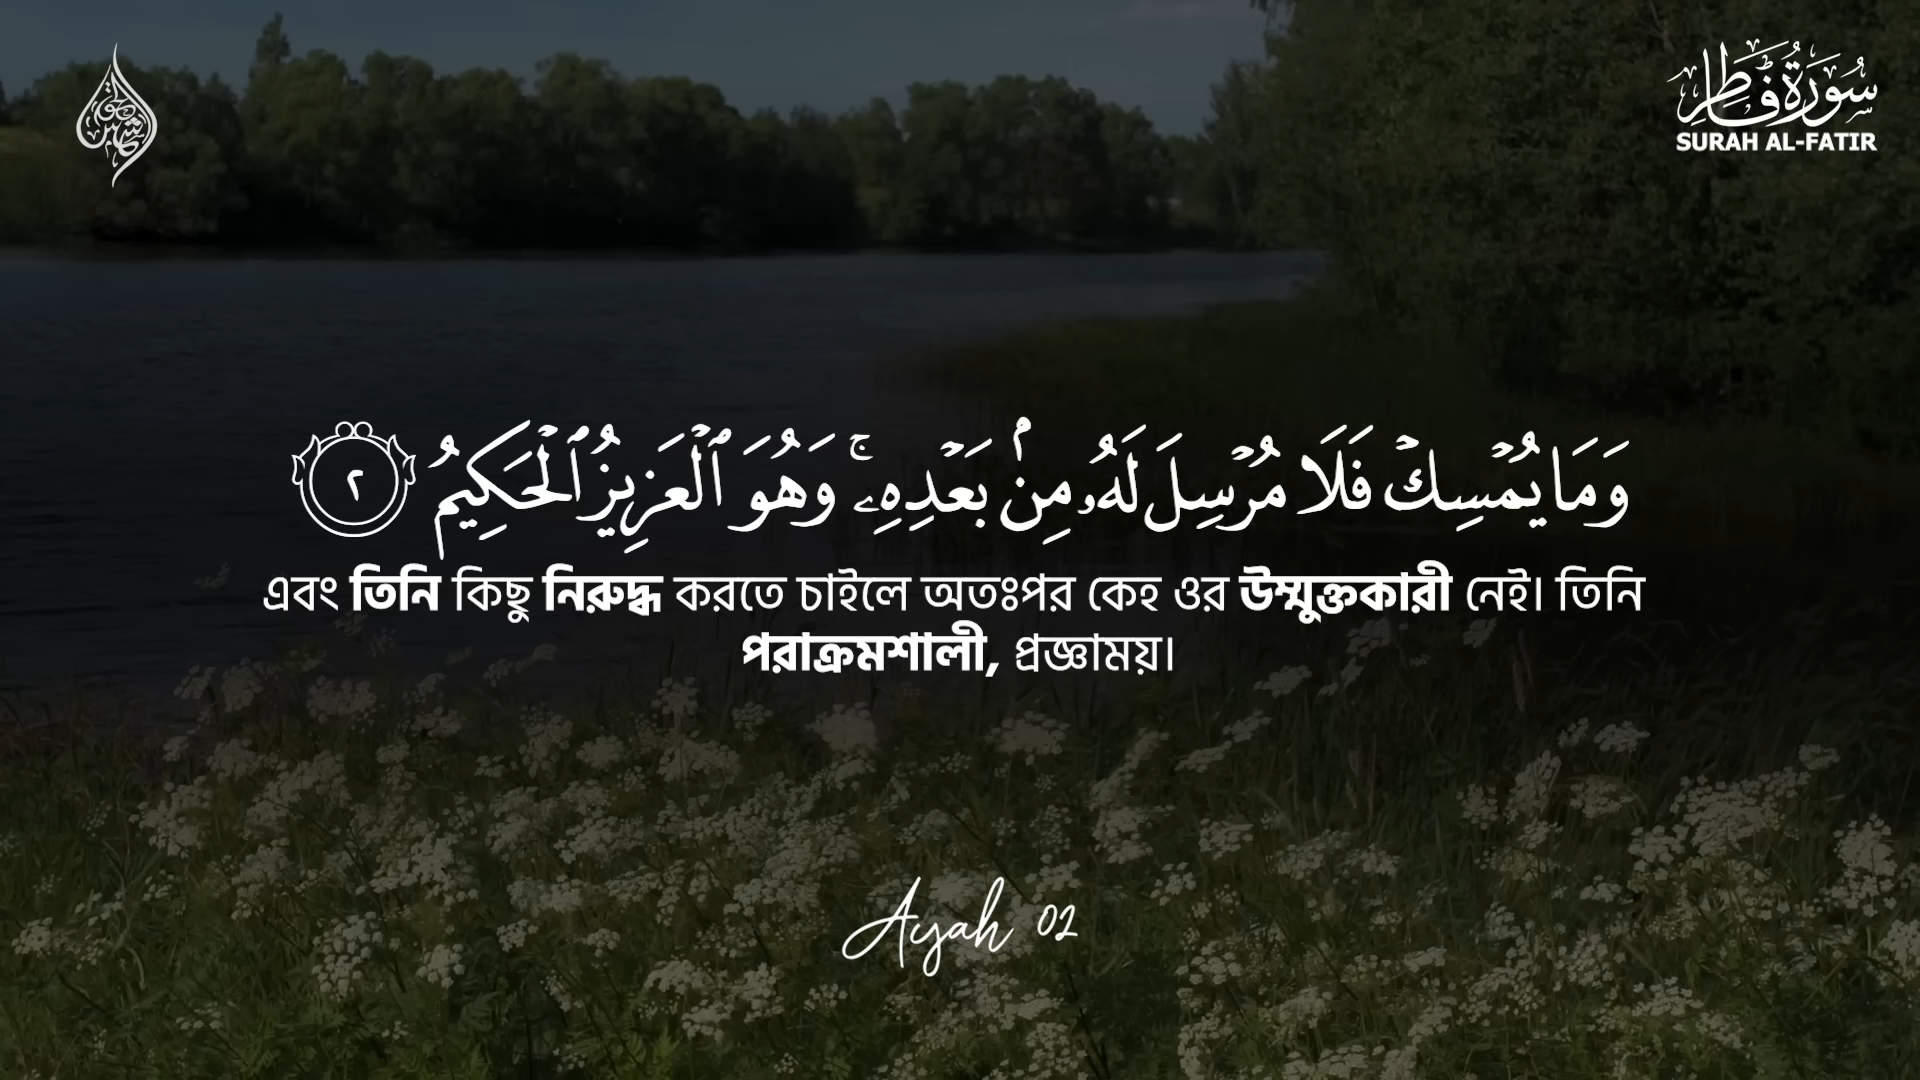 سُورَةُ فَاطِر
SURAH AL-FATIR
وَمَا يُمۡسِكۡ فَلَا مُرۡسِلَ لَهُۥ مِنۢ بَعۡدِهِۦۚ وَهُوَ ٱلۡعَزِيزُ ٱلۡحَكِيمُ ٢
এবং তিনি কিছু নিরুদ্ধ করতে চাইলে অতঃপর কেহ ওর উম্মুক্তকারী নেই। তিনি
পরাক্রমশালী, প্রজ্ঞাময়।
Ayah 02